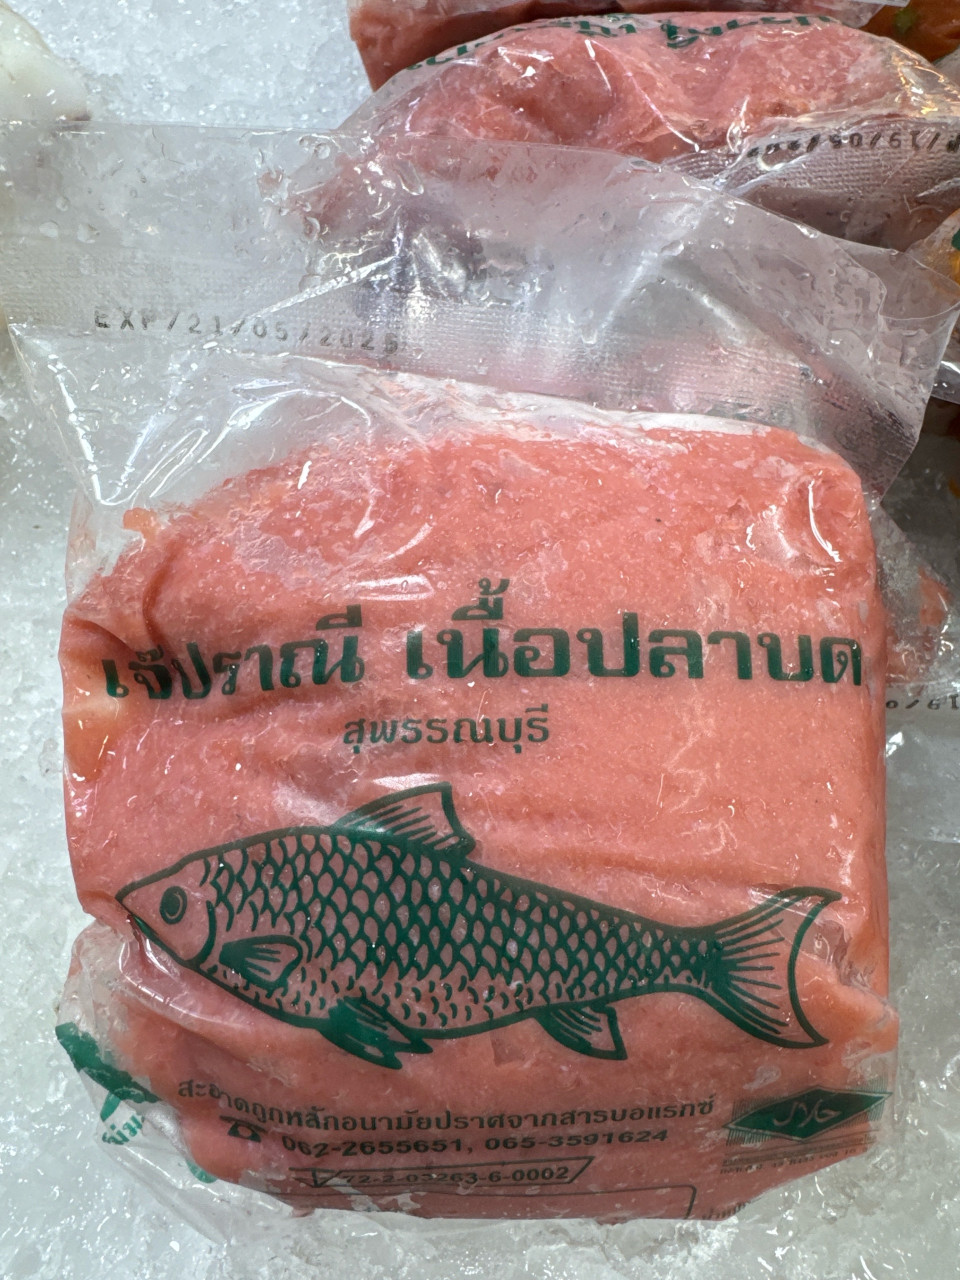 EXP/21/05/2025
เจ๊ปราณี เนื้อปลาบด
สุพรรณบุรี
สะอาดถูกหลักอนามัยปราศจากสารบอแรกซ์
☎ 062-2655651, 065-3591624
72-2-03263-6-0002